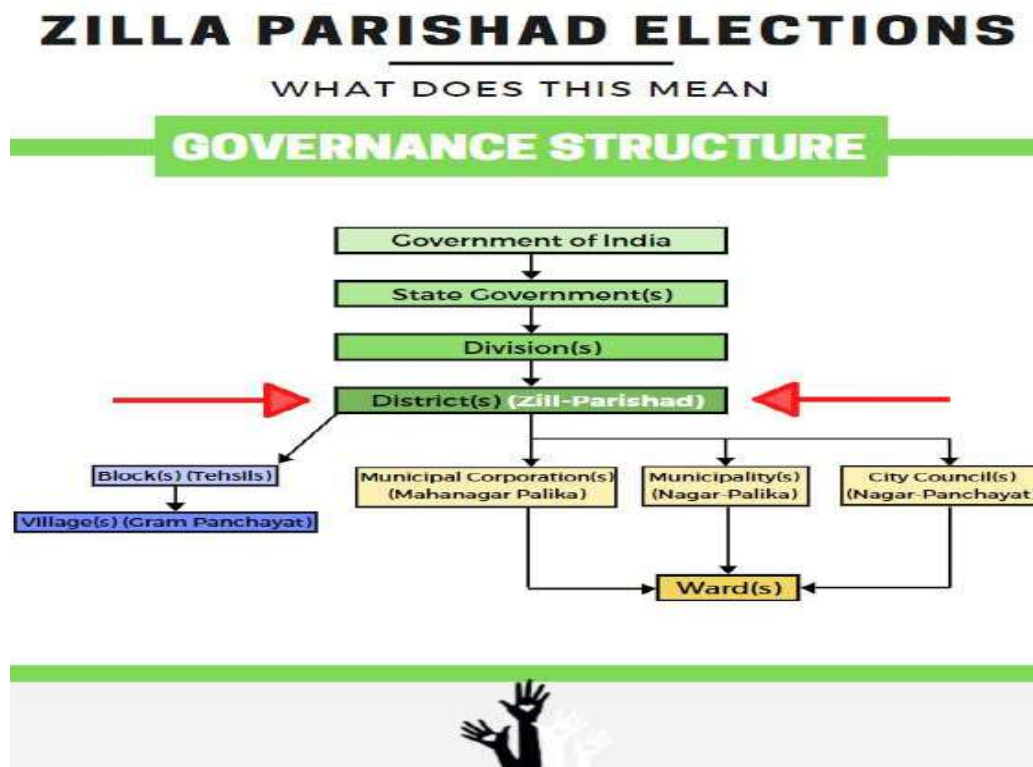 ZILLA PARISHAD ELECTIONS
WHAT DOES THIS MEAN
GOVERNANCE STRUCTURE
Government of India
State Government(s)
Division(s)
District(s) (Zill-Parishad)
Block(s) (Tehsils)
Village(s) (Gram Panchayat)
Municipal Corporation(s)
(Mahanagar Palika)
Municipality(s)
(Nagar-Palika)
City Council(s)
(Nagar-Panchayat
Ward(s)